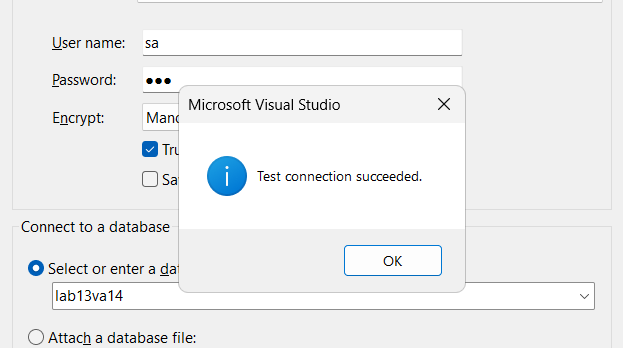 User name:
sa
Password:
●●●
Encrypt:
Microsoft Visual Studio
Test connection succeeded.
OK
Connect to a database
Select or enter a
lab13va14
Attach a database file: